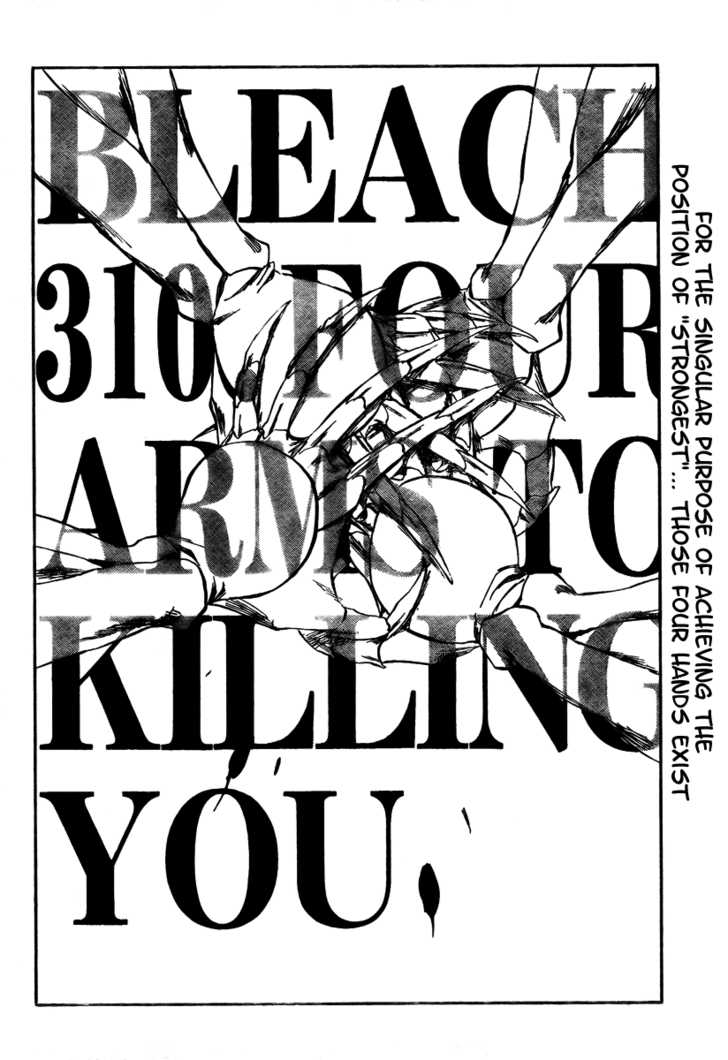 BLEACH
310 FOUR
ARMS TO
KILLING
YOU.
FOR THE SINGULAR PURPOSE OF ACHIEVING THE
POSITION OF "STRONGEST"... THOSE FOUR HANDS EXIST